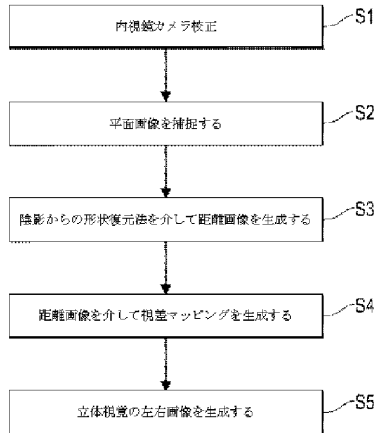 内視鏡カメラ校正
S1
平面画像を捕捉する
S2
陰影からの形状復元法を介して距離画像を生成する
S3
距離画像を介して視差マッピングを生成する
S4
立体視覚の左右画像を生成する
S5